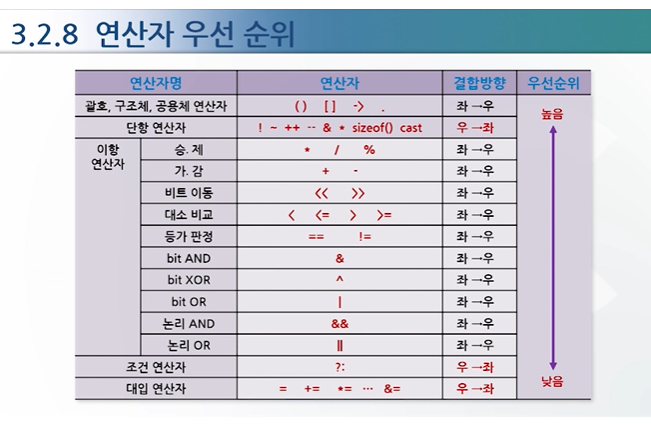 3.2.8 연산자 우선 순위
연산자명 연산자 결합방향 우선순위
괄호, 구조체, 공용체 연산자 () [] -> . 좌→우 높음
단항 연산자 ! ~ ++ -- & * sizeof() cast 우→좌
이항 연산자 승. 제 * / % 좌→우
가. 감 + - 좌→우
비트 이동 << >> 좌→우
대소 비교 < <= > >= 좌→우
등가 판정 == != 좌→우
bit AND & 좌→우
bit XOR ^ 좌→우
bit OR | 좌→우
논리 AND && 좌→우
논리 OR || 좌→우
조건 연산자 ?: 우→좌
대입 연산자 = += *= ··· &= 우→좌 낮음